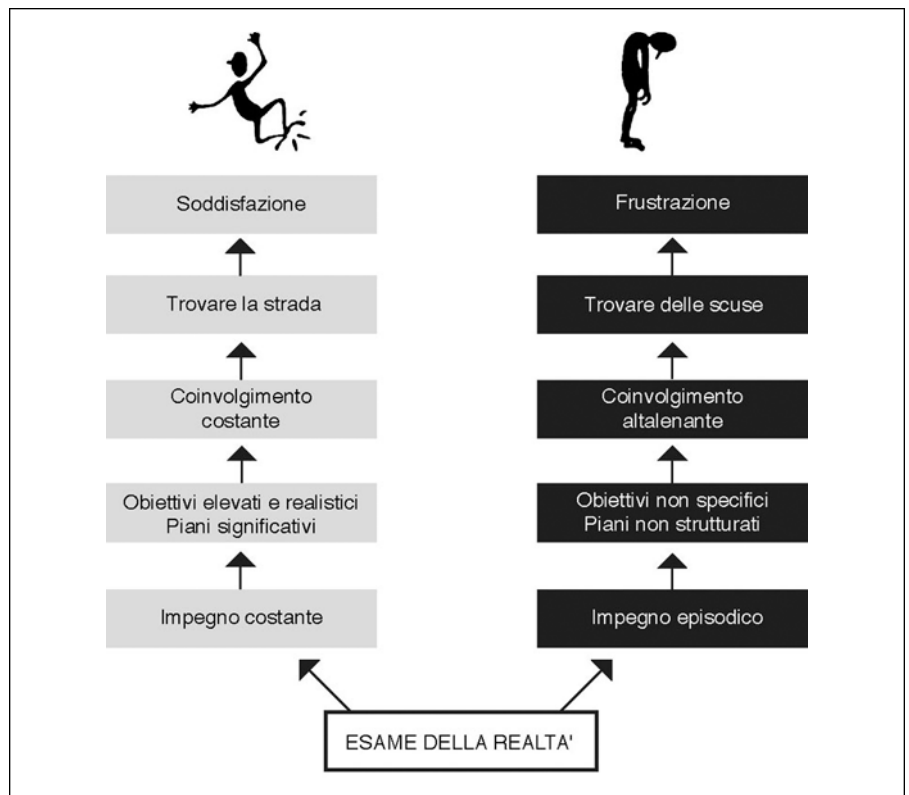 Soddisfazione
Trovare la strada
Coinvolgimento
costante
Obiettivi elevati e realistici
Piani significativi
Impegno costante
Frustrazione
Trovare delle scuse
Coinvolgimento
altalenante
Obiettivi non specifici
Piani non strutturati
Impegno episodico
ESAME DELLA REALTA'